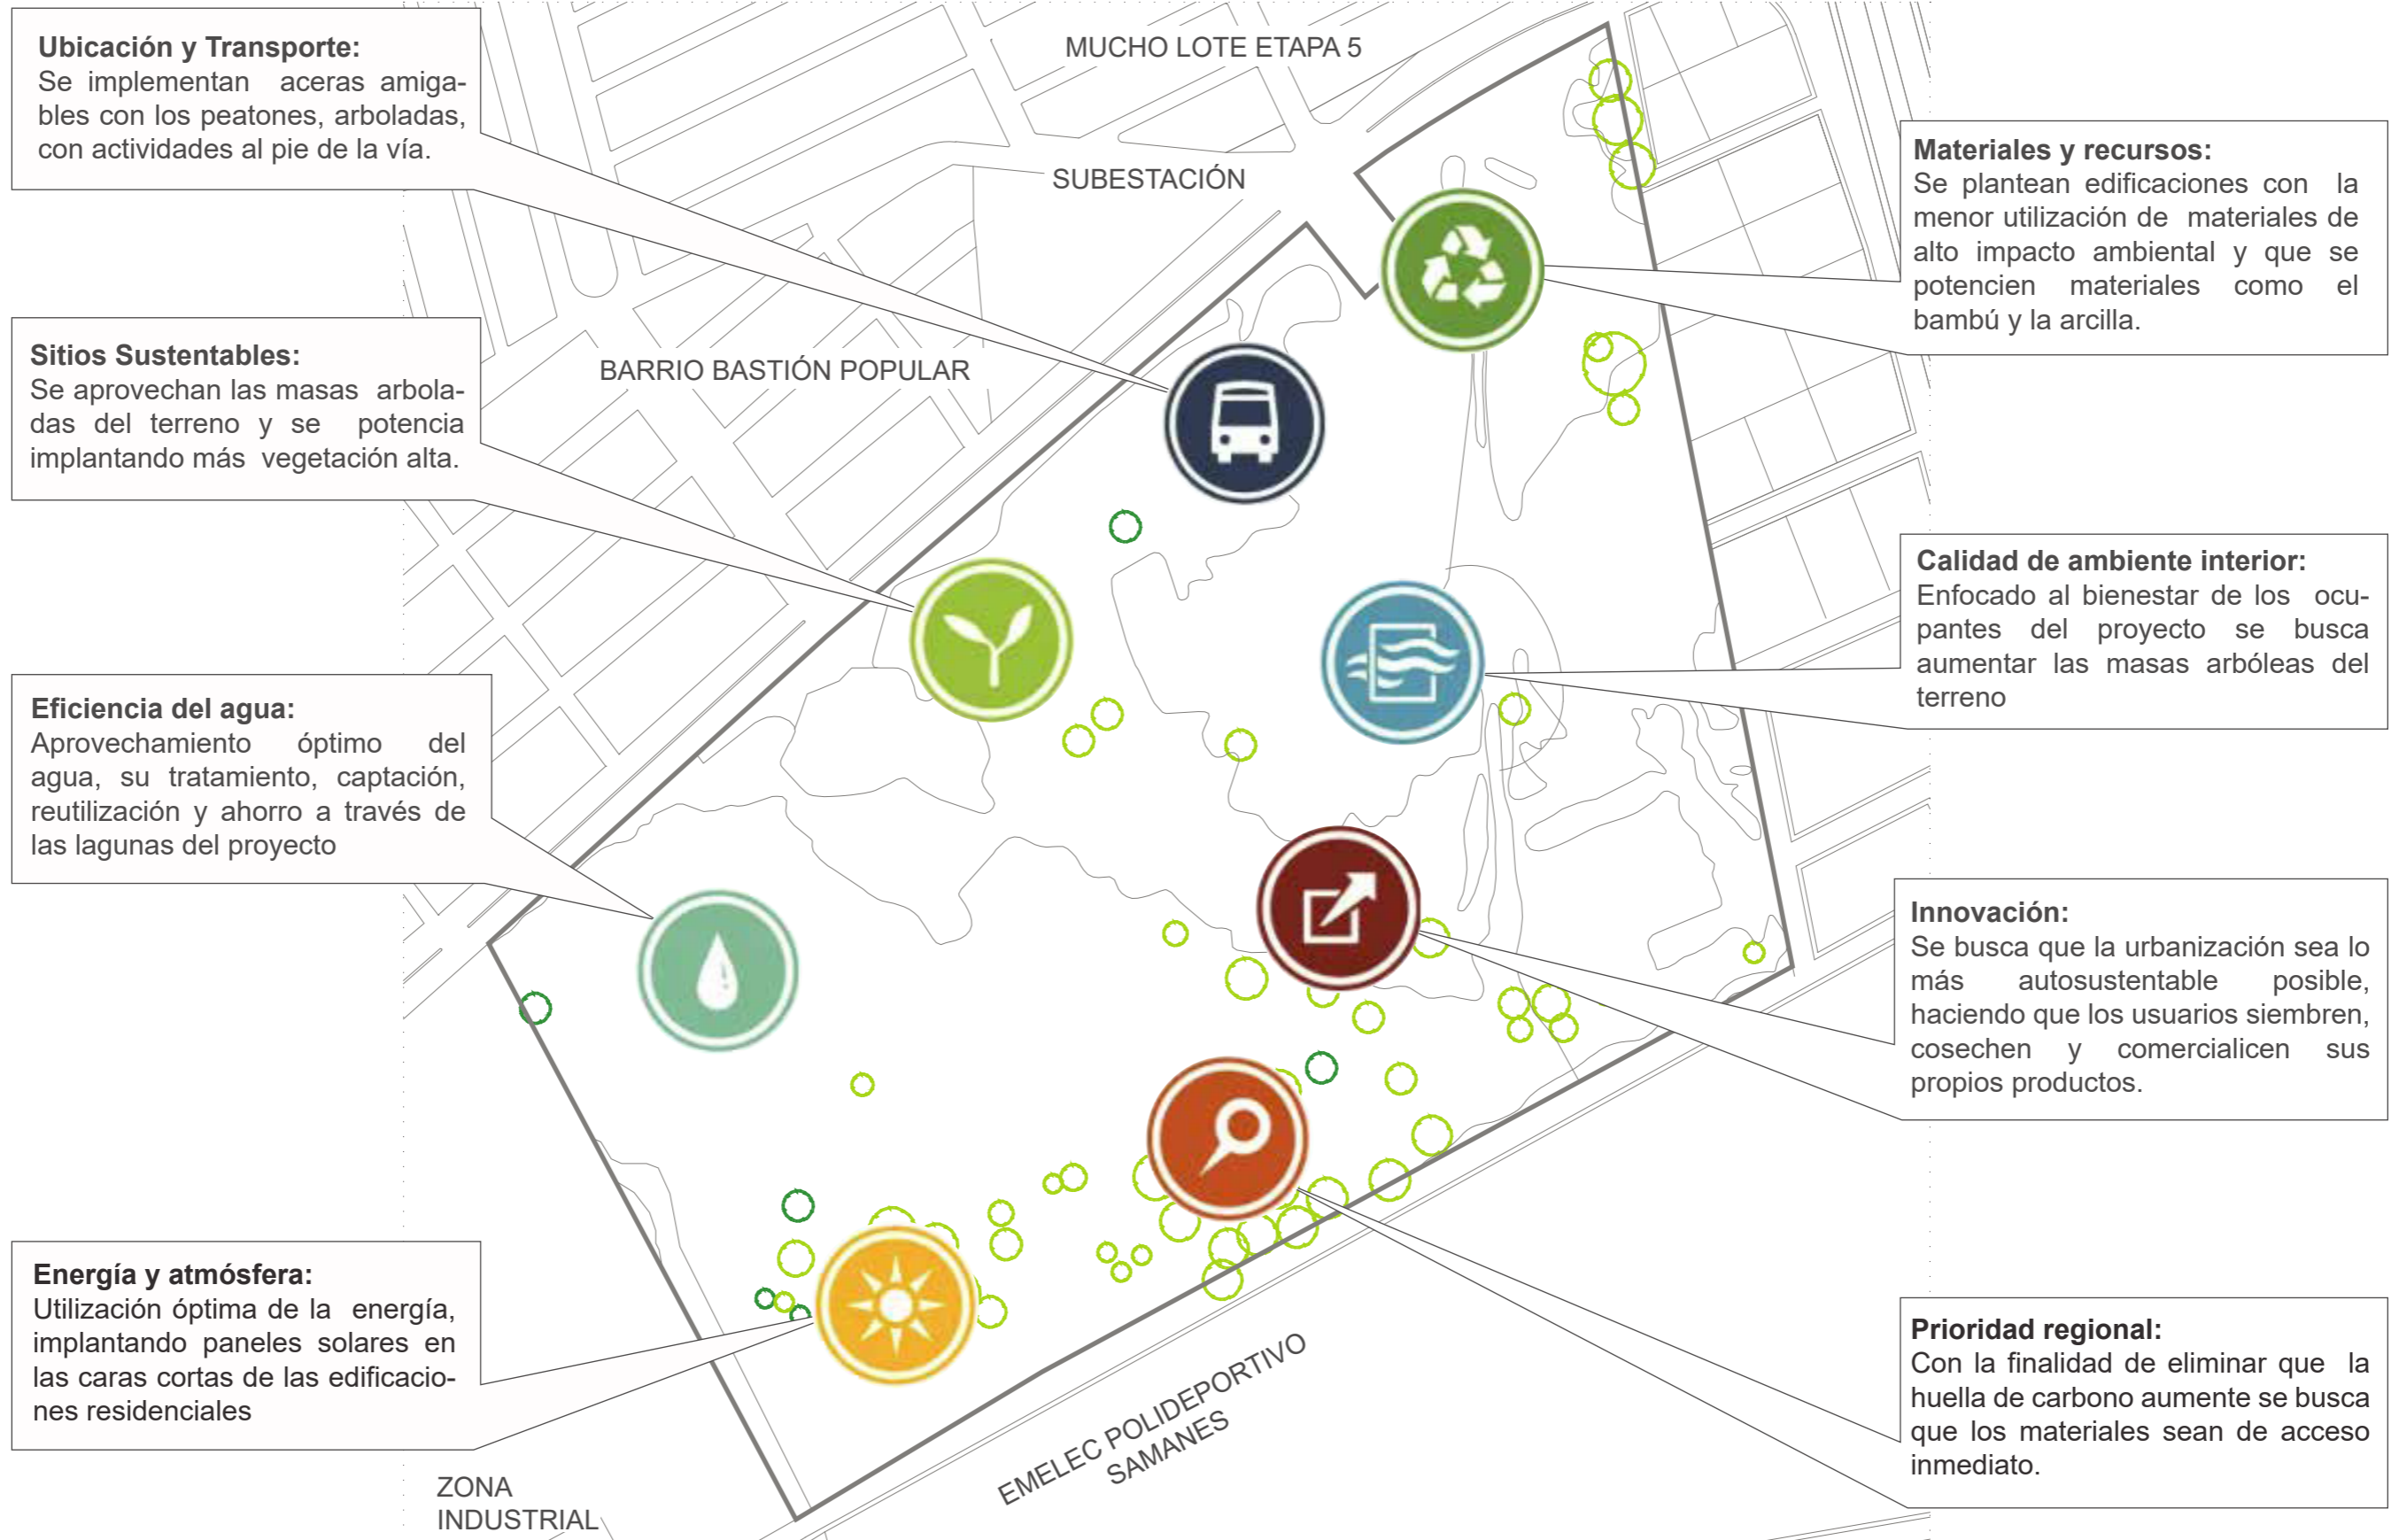 MUCHO LOTE ETAPA 5
SUBESTACIÓN
BARRIO BASTIÓN POPULAR
Ubicación y Transporte:
Se implementan aceras amiga-
bles con los peatones, arboladas,
con actividades al pie de la vía.
Sitios Sustentables:
Se aprovechan las masas arbola-
das del terreno y se potencia
implantando más vegetación alta.
Eficiencia del agua:
Aprovechamiento óptimo del
agua, su tratamiento, captación,
reutilización y ahorro a través de
las lagunas del proyecto
Energía y atmósfera:
Utilización óptima de la energía,
implantando paneles solares en
las caras cortas de las edificacio-
nes residenciales
ZONA
INDUSTRIAL
EMELEC POLIDEPORTIVO
SAMANES
Materiales y recursos:
Se plantean edificaciones con la
menor utilización de materiales de
alto impacto ambiental y que se
potencien materiales como el
bambú y la arcilla.
Calidad de ambiente interior:
Enfocado al bienestar de los ocu-
pantes del proyecto se busca
aumentar las masas arbóleas del
terreno
Innovación:
Se busca que la urbanización sea lo
más autosustentable posible,
haciendo que los usuarios siembren,
cosechen y comercialicen sus
propios productos.
Prioridad regional:
Con la finalidad de eliminar que la
huella de carbono aumente se busca
que los materiales sean de acceso
inmediato.